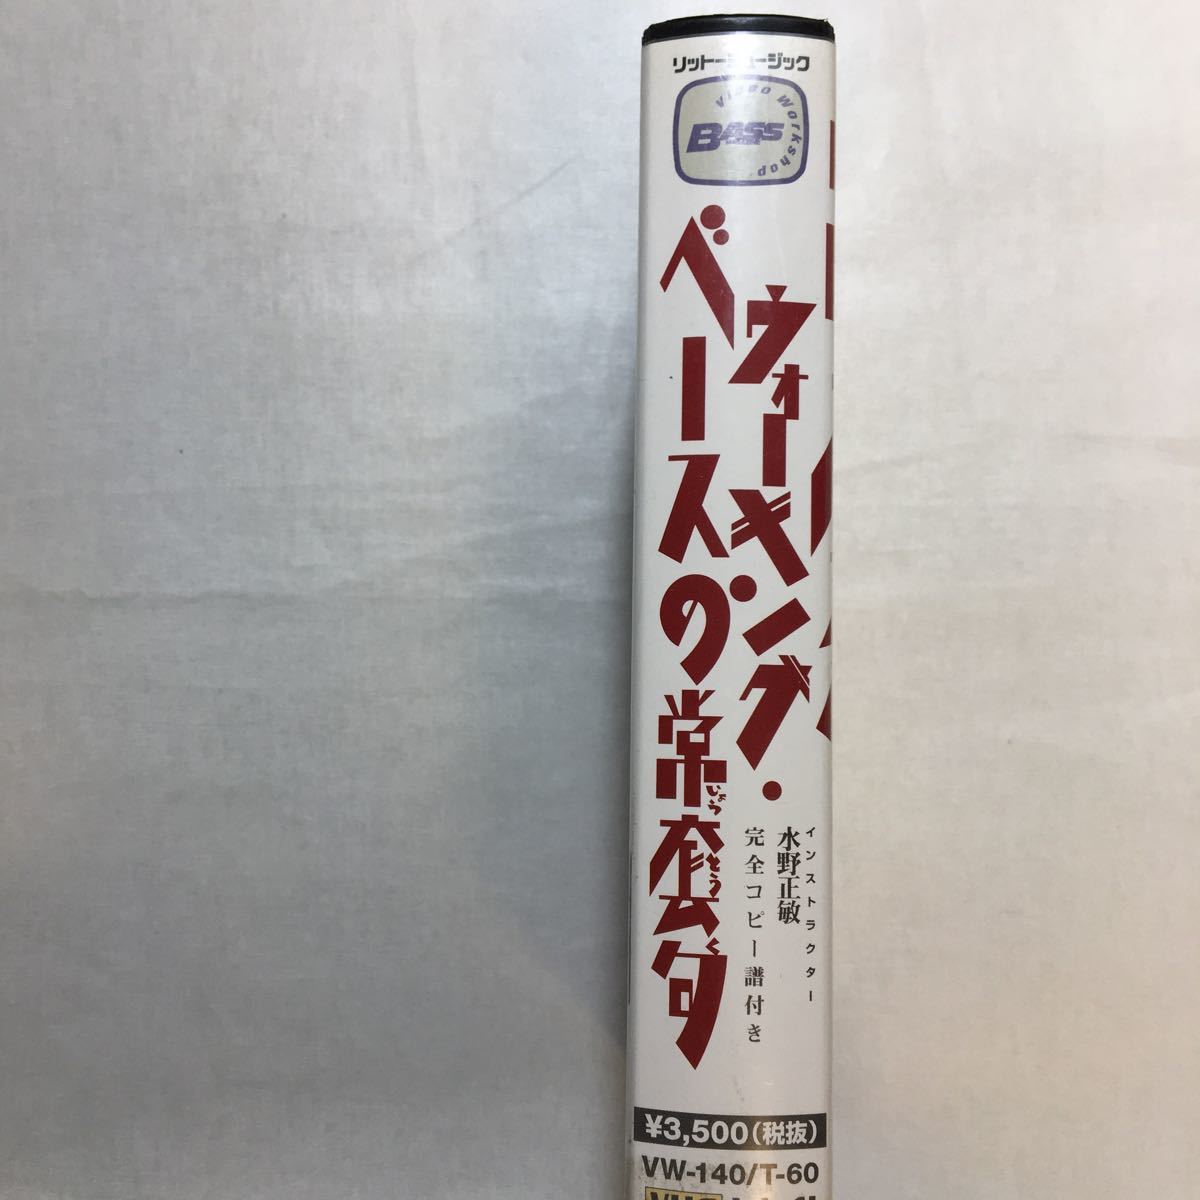 リットーミュージック
Video Workshop
BASS
ウォーキング・
ベースの常套句
じょうとうく
インストラクター
水野正敏
完全コピー譜付き
¥3,500(税抜)
VW-140/T-60
VHS